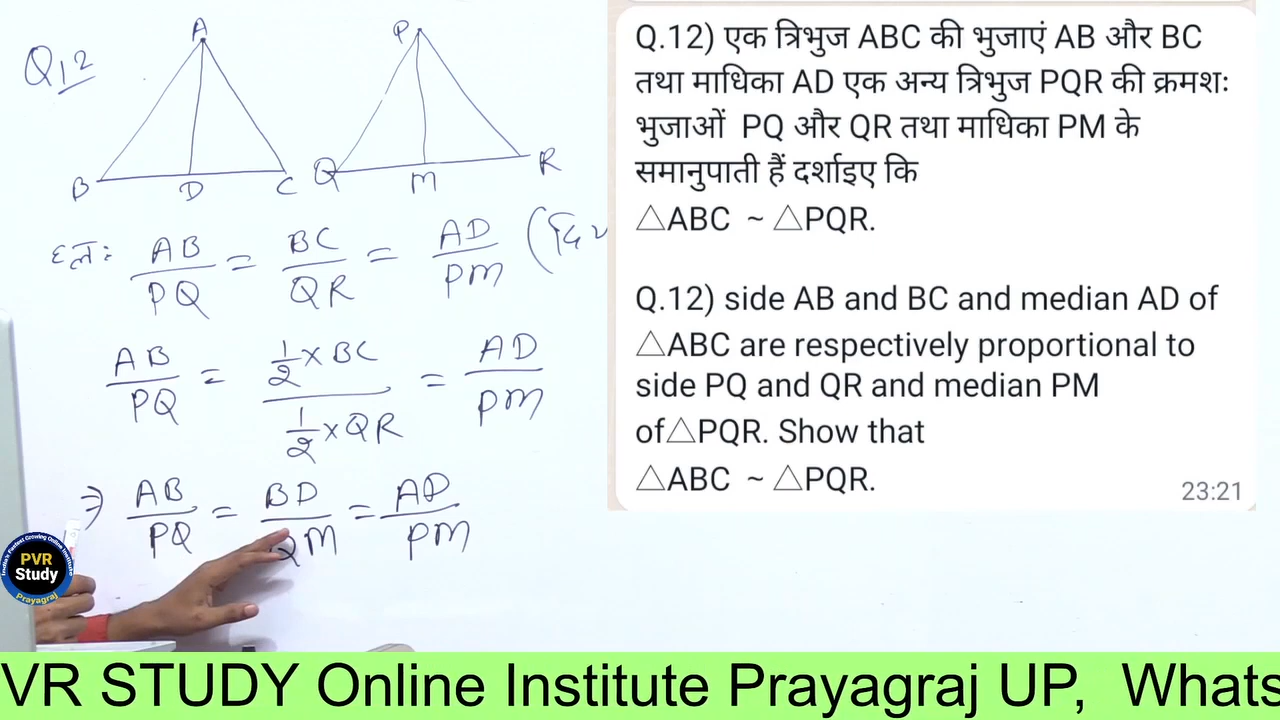 Q12
A
B D C
P
Q M R
हल: AB/PQ = BC/QR = AD/PM
AB/PQ = 1/2 × BC / 1/2 × QR = AD/PM
⇒ AB/PQ = BD/QM = AD/PM
Q.12) एक त्रिभुज ABC की भुजाएं AB और BC
तथा माधिका AD एक अन्य त्रिभुज PQR की क्रमशः
भुजाओं PQ और QR तथा माधिका PM के
समानुपाती हैं दर्शाइए कि
△ABC ~ △PQR.
Q.12) side AB and BC and median AD of
△ABC are respectively proportional to
side PQ and QR and median PM
of△PQR. Show that
△ABC ~ △PQR.
23:21
PVR
Study
Prayagraj
VR STUDY Online Institute Prayagraj UP, Whats